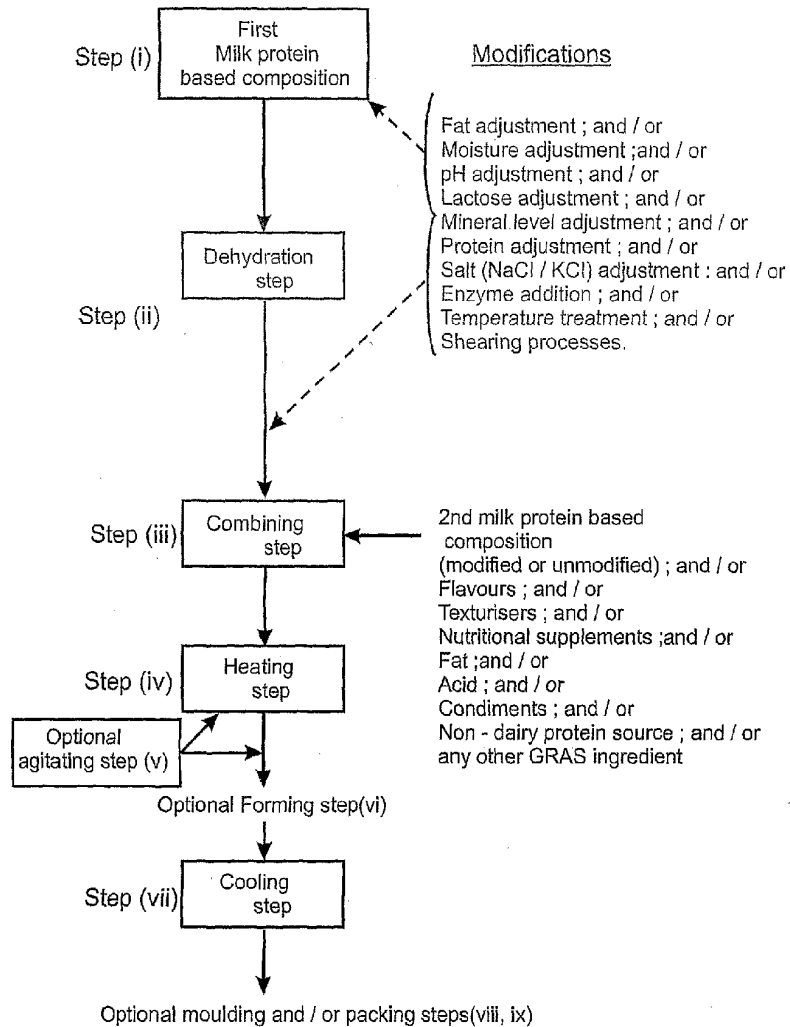 Step (i)
First
Milk protein
based composition
Modifications
Fat adjustment ; and / or
Moisture adjustment ;and / or
pH adjustment ; and / or
Lactose adjustment ; and / or
Mineral level adjustment ; and / or
Protein adjustment ; and / or
Salt (NaCl / KCl) adjustment : and / or
Enzyme addition ; and / or
Temperature treatment ; and / or
Shearing processes.
Dehydration
step
Step (ii)
Step (iii)
Combining
step
2nd milk protein based
composition
(modified or unmodified) ; and / or
Flavours ; and / or
Texturisers ; and / or
Nutritional supplements ;and / or
Fat ;and / or
Acid ; and / or
Condiments ; and / or
Non - dairy protein source ; and / or
any other GRAS ingredient
Step (iv)
Heating
step
Optional
agitating step (v)
Optional Forming step(vi)
Step (vii)
Cooling
step
Optional moulding and / or packing steps(viii, ix)